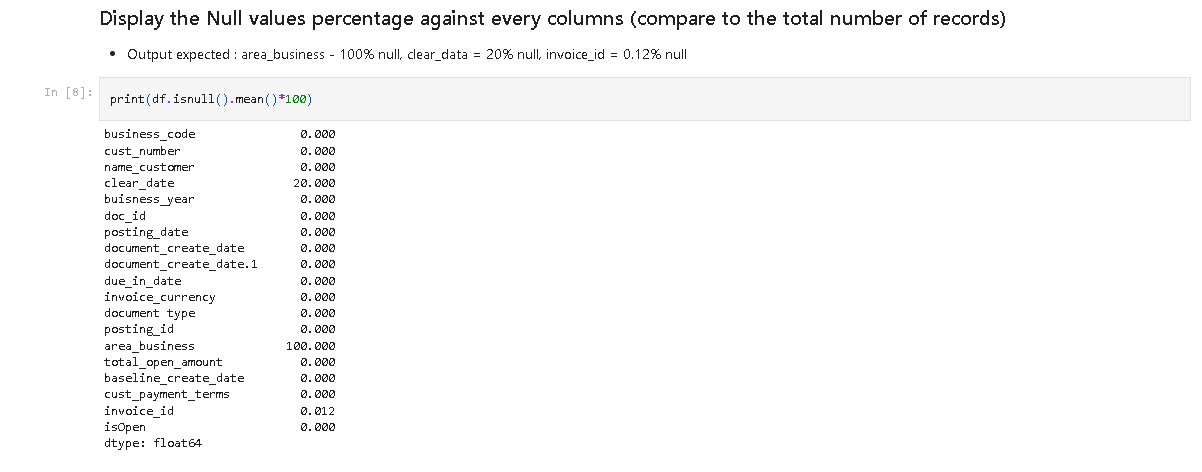 Display the Null values percentage against every columns (compare to the total number of records)
• Output expected : area_business - 100% null, clear_data = 20% null, invoice_id = 0.12% null
In [8]: print(df.isnull().mean()*100)
business_code 0.000
cust_number 0.000
name_customer 0.000
clear_date 20.000
buisness_year 0.000
doc_id 0.000
posting_date 0.000
document_create_date 0.000
document_create_date.1 0.000
due_in_date 0.000
invoice_currency 0.000
document type 0.000
posting_id 0.000
area_business 100.000
total_open_amount 0.000
baseline_create_date 0.000
cust_payment_terms 0.000
invoice_id 0.012
isOpen 0.000
dtype: float64